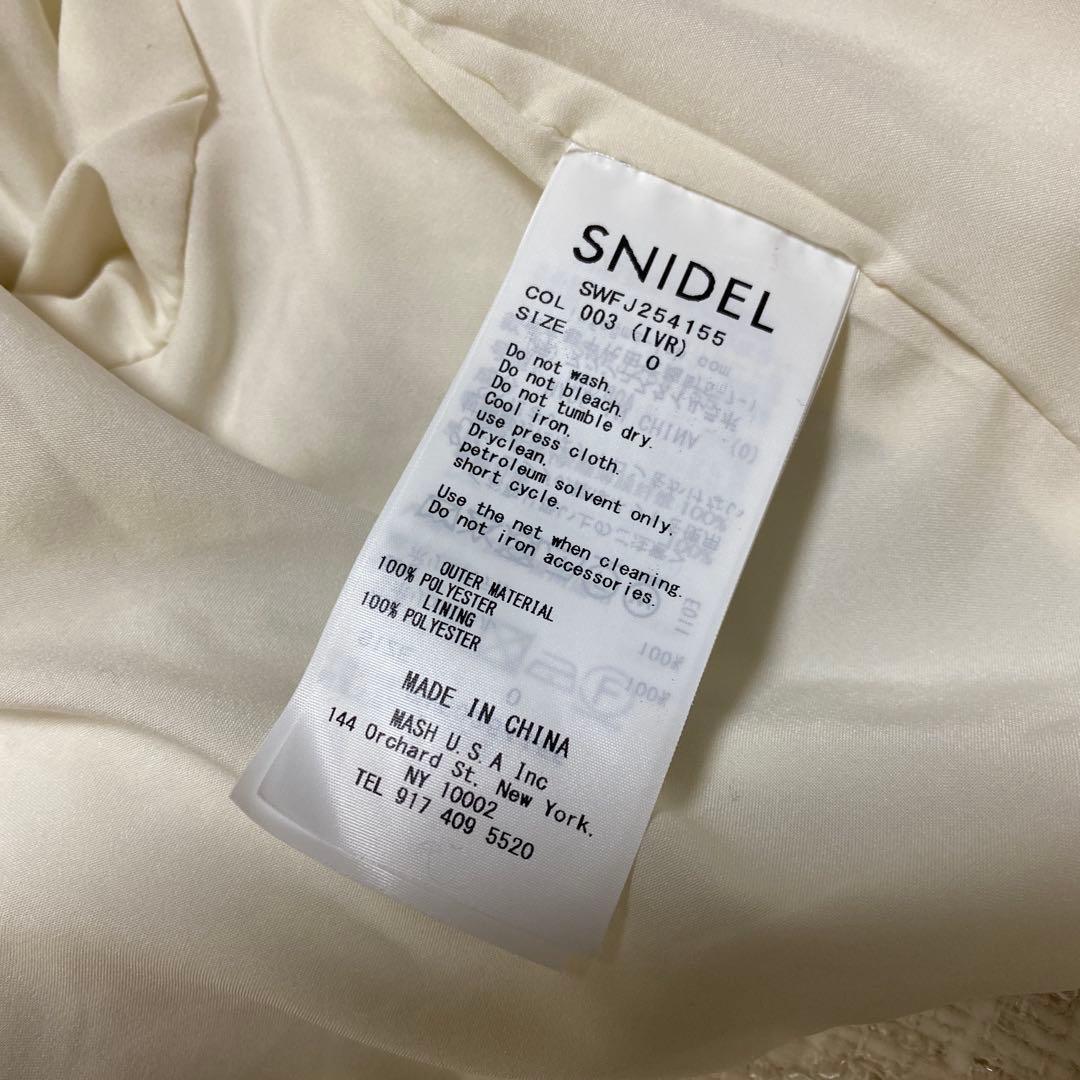 SNIDEL
SWFJ254155
COL 003 (IVR)
SIZE 0
Do not wash.
Do not bleach.
Do not tumble dry.
Cool iron.
use press cloth.
Dryclean.
petroleum solvent only.
short cycle.
Use the net when cleaning.
Do not iron accessories.
OUTER MATERIAL
100% POLYESTER
LINING
100% POLYESTER
MADE IN CHINA
MASH U.S.A Inc
144 Orchard St. New York,
NY 10002
TEL 917 409 5520